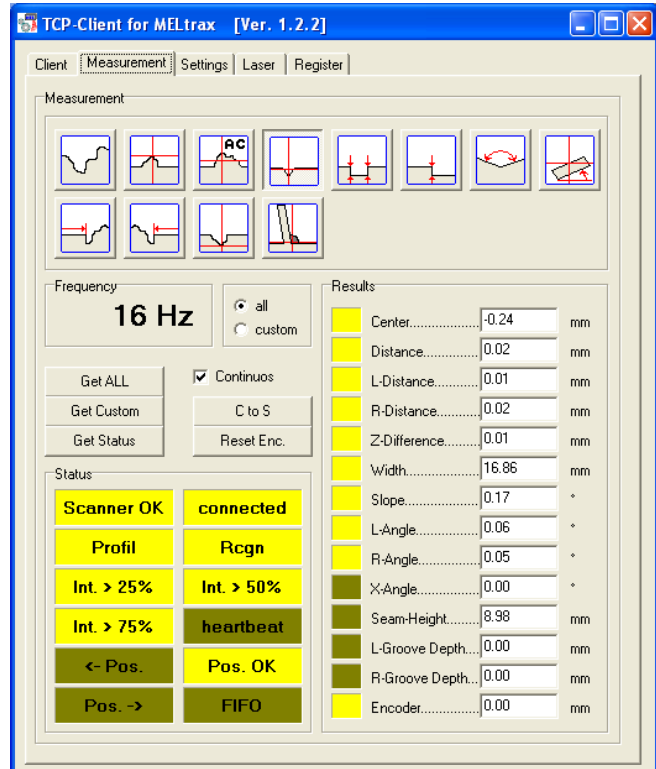 TCP-Client for MELtrax [Ver. 1.2.2]
Client Measurement Settings Laser Register
Measurement
AC
Frequency
16 Hz
all
custom
Get ALL
Continuos
Get Custom
C to S
Get Status
Reset Enc.
Status
Scanner OK connected
Profil Rcgn
Int. > 25% Int. > 50%
Int. > 75% heartbeat
<- Pos. Pos. OK
Pos. -> FIFO
Results
Center................... -0.24 mm
Distance.............. 0.02 mm
L-Distance........... 0.01 mm
R-Distance.......... 0.02 mm
Z-Difference......... 0.01 mm
Width................... 16.86 mm
Slope................... 0.17 °
L-Angle................ 0.06 °
R-Angle............... 0.05 °
X-Angle............... 0.00 °
Seam-Height........ 8.98 mm
L-Groove Depth.... 0.00 mm
R-Groove Depth... 0.00 mm
Encoder............... 0.00 mm